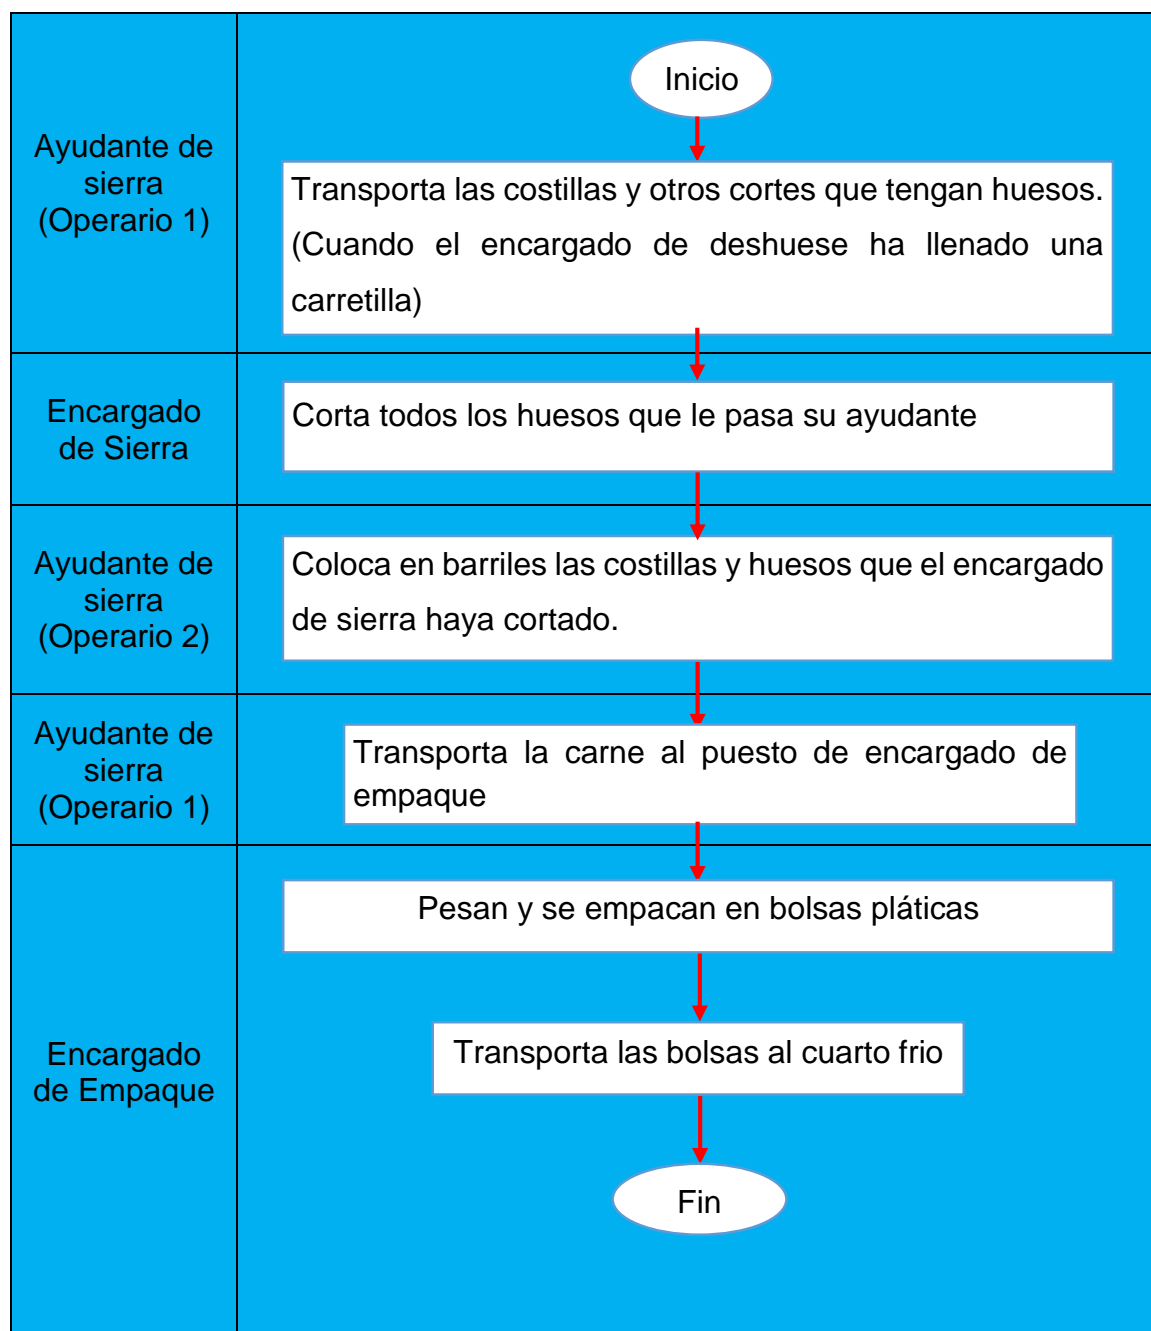 Ayudante de
sierra
(Operario 1)
Inicio
Transporta las costillas y otros cortes que tengan huesos.
(Cuando el encargado de deshuese ha llenado una
carretilla)
Encargado
de Sierra
Corta todos los huesos que le pasa su ayudante
Ayudante de
sierra
(Operario 2)
Coloca en barriles las costillas y huesos que el encargado
de sierra haya cortado.
Ayudante de
sierra
(Operario 1)
Transporta la carne al puesto de encargado de
empaque
Encargado
de Empaque
Pesan y se empacan en bolsas pláticas
Transporta las bolsas al cuarto frio
Fin